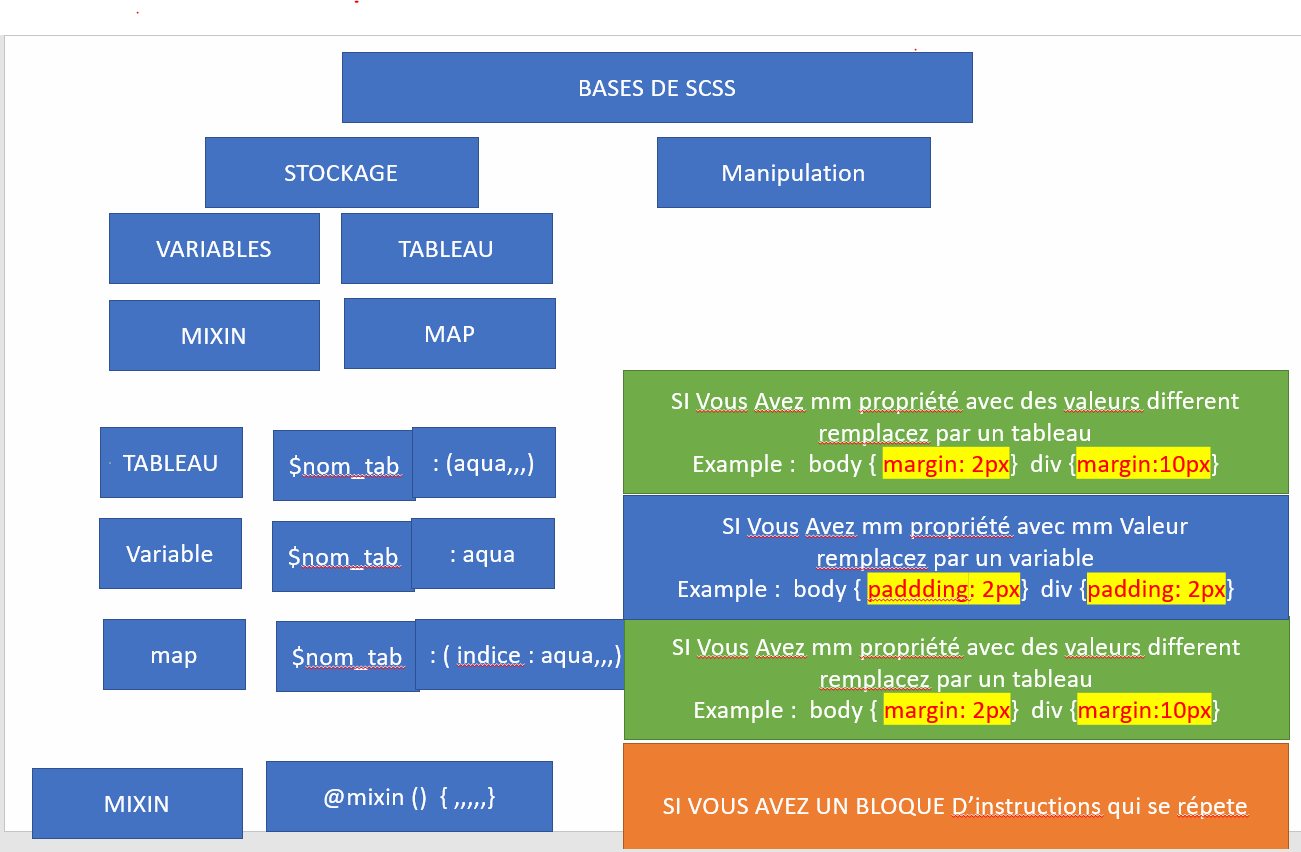 BASES DE SCSS
STOCKAGE
Manipulation
VARIABLES
TABLEAU
MIXIN
MAP
SI Vous Avez mm propriété avec des valeurs different
remplacez par un tableau
Example : body { margin: 2px} div {margin:10px}
TABLEAU
$nom_tab
: (aqua,,,)
SI Vous Avez mm propriété avec mm Valeur
remplacez par un variable
Example : body { paddding: 2px} div {padding: 2px}
Variable
$nom_tab
: aqua
SI Vous Avez mm propriété avec des valeurs different
remplacez par un tableau
Example : body { margin: 2px} div {margin:10px}
map
$nom_tab
: ( indice : aqua,,,)
MIXIN
@mixin () { ,,,,,}
SI VOUS AVEZ UN BLOQUE D’instructions qui se répete